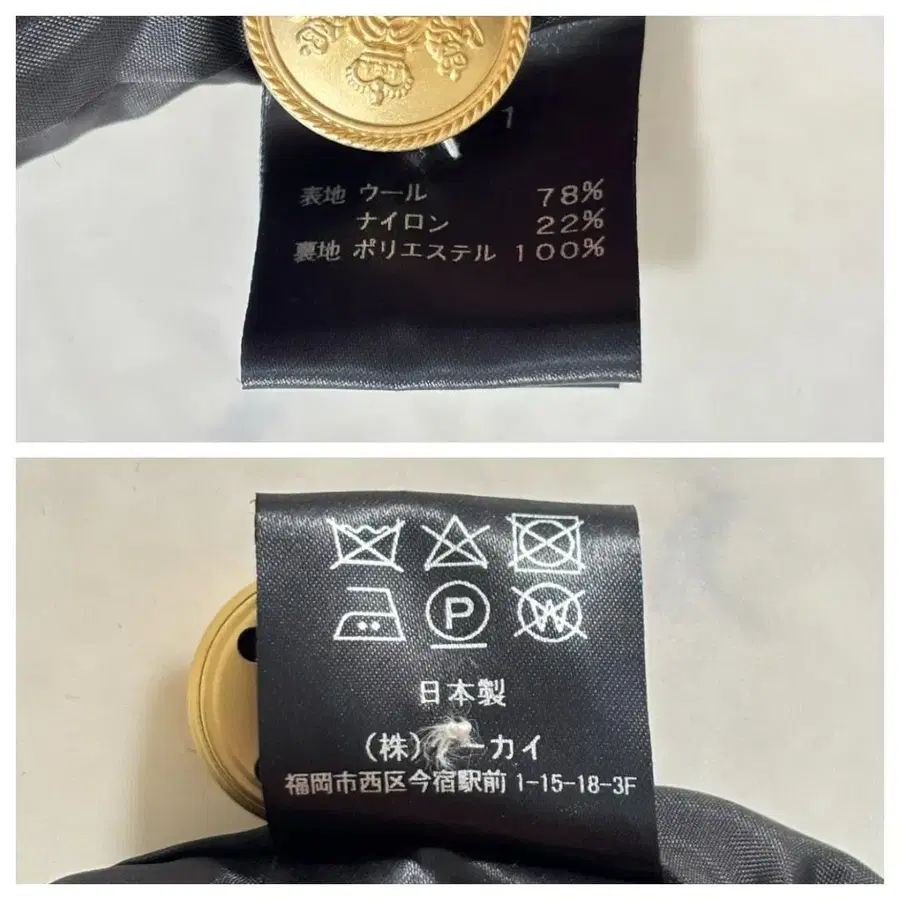 1
表地 ウール 78%
ナイロン 22%
裏地 ポリエステル 100%
P
W
日本製
(株) ーカイ
福岡市西区今宿駅前 1-15-18-3F